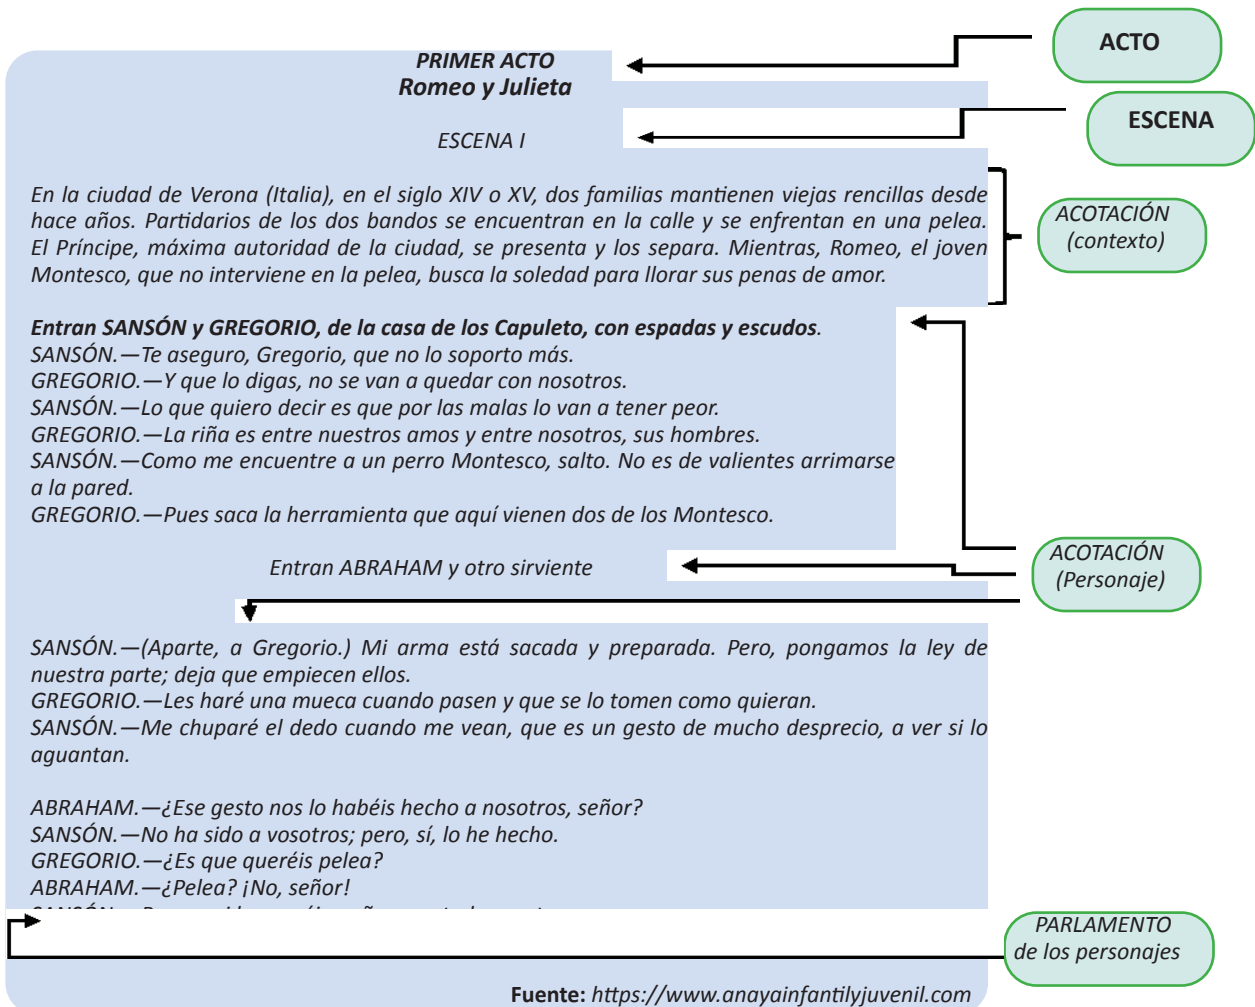 ACTO
PRIMER ACTO
Romeo y Julieta
ESCENA
ESCENA I
En la ciudad de Verona (Italia), en el siglo XIV o XV, dos familias mantienen viejas rencillas desde
hace años. Partidarios de los dos bandos se encuentran en la calle y se enfrentan en una pelea.
El Príncipe, máxima autoridad de la ciudad, se presenta y los separa. Mientras, Romeo, el joven
Montesco, que no interviene en la pelea, busca la soledad para llorar sus penas de amor.
ACOTACIÓN
(contexto)
Entran SANSÓN y GREGORIO, de la casa de los Capuleto, con espadas y escudos.
SANSÓN.—Te aseguro, Gregorio, que no lo soporto más.
GREGORIO.—Y que lo digas, no se van a quedar con nosotros.
SANSÓN.—Lo que quiero decir es que por las malas lo van a tener peor.
GREGORIO.—La riña es entre nuestros amos y entre nosotros, sus hombres.
SANSÓN.—Como me encuentre a un perro Montesco, salto. No es de valientes arrimarse
a la pared.
GREGORIO.—Pues saca la herramienta que aquí vienen dos de los Montesco.
Entran ABRAHAM y otro sirviente
ACOTACIÓN
(Personaje)
SANSÓN.—(Aparte, a Gregorio.) Mi arma está sacada y preparada. Pero, pongamos la ley de
nuestra parte; deja que empiecen ellos.
GREGORIO.—Les haré una mueca cuando pasen y que se lo tomen como quieran.
SANSÓN.—Me chuparé el dedo cuando me vean, que es un gesto de mucho desprecio, a ver si lo
aguantan.
ABRAHAM.—¿Ese gesto nos lo habéis hecho a nosotros, señor?
SANSÓN.—No ha sido a vosotros; pero, sí, lo he hecho.
GREGORIO.—¿Es que queréis pelea?
ABRAHAM.—¿Pelea? ¡No, señor!
PARLAMENTO
de los personajes
Fuente: https://www.anayainfantilyjuvenil.com